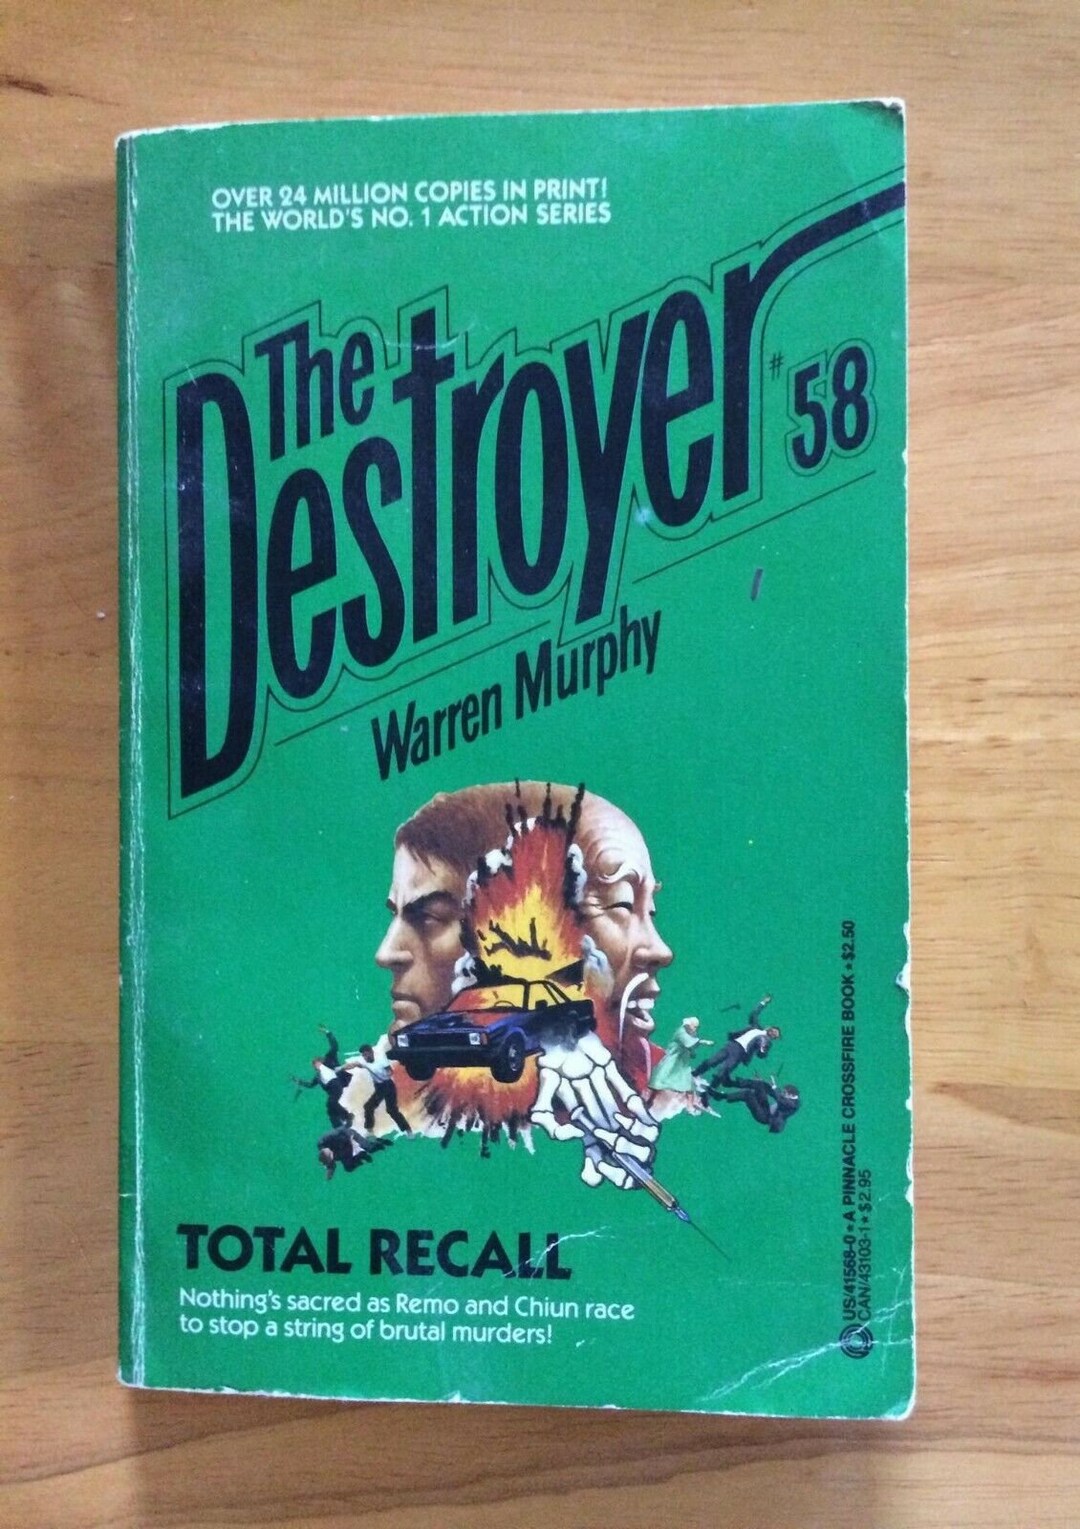 OVER 24 MILLION COPIES IN PRINT!
THE WORLD'S NO. 1 ACTION SERIES
The
Destroyer
#58
Warren Murphy
TOTAL RECALL
Nothing's sacred as Remo and Chiun race
to stop a string of brutal murders!
US/41568-0 ★ A PINNACLE CROSSFIRE BOOK ★ $2.50
CAN/43103-1 ★ $2.95